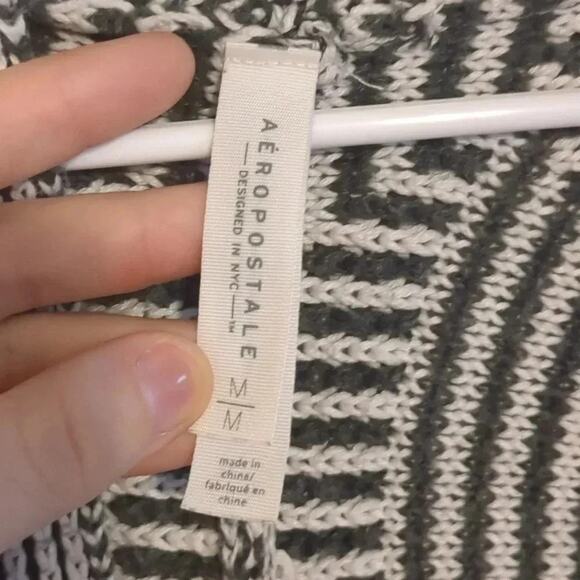 AÉROPOSTALE
DESIGNED IN NYC ™
M
M
made in
china/
fabriqué en
chine